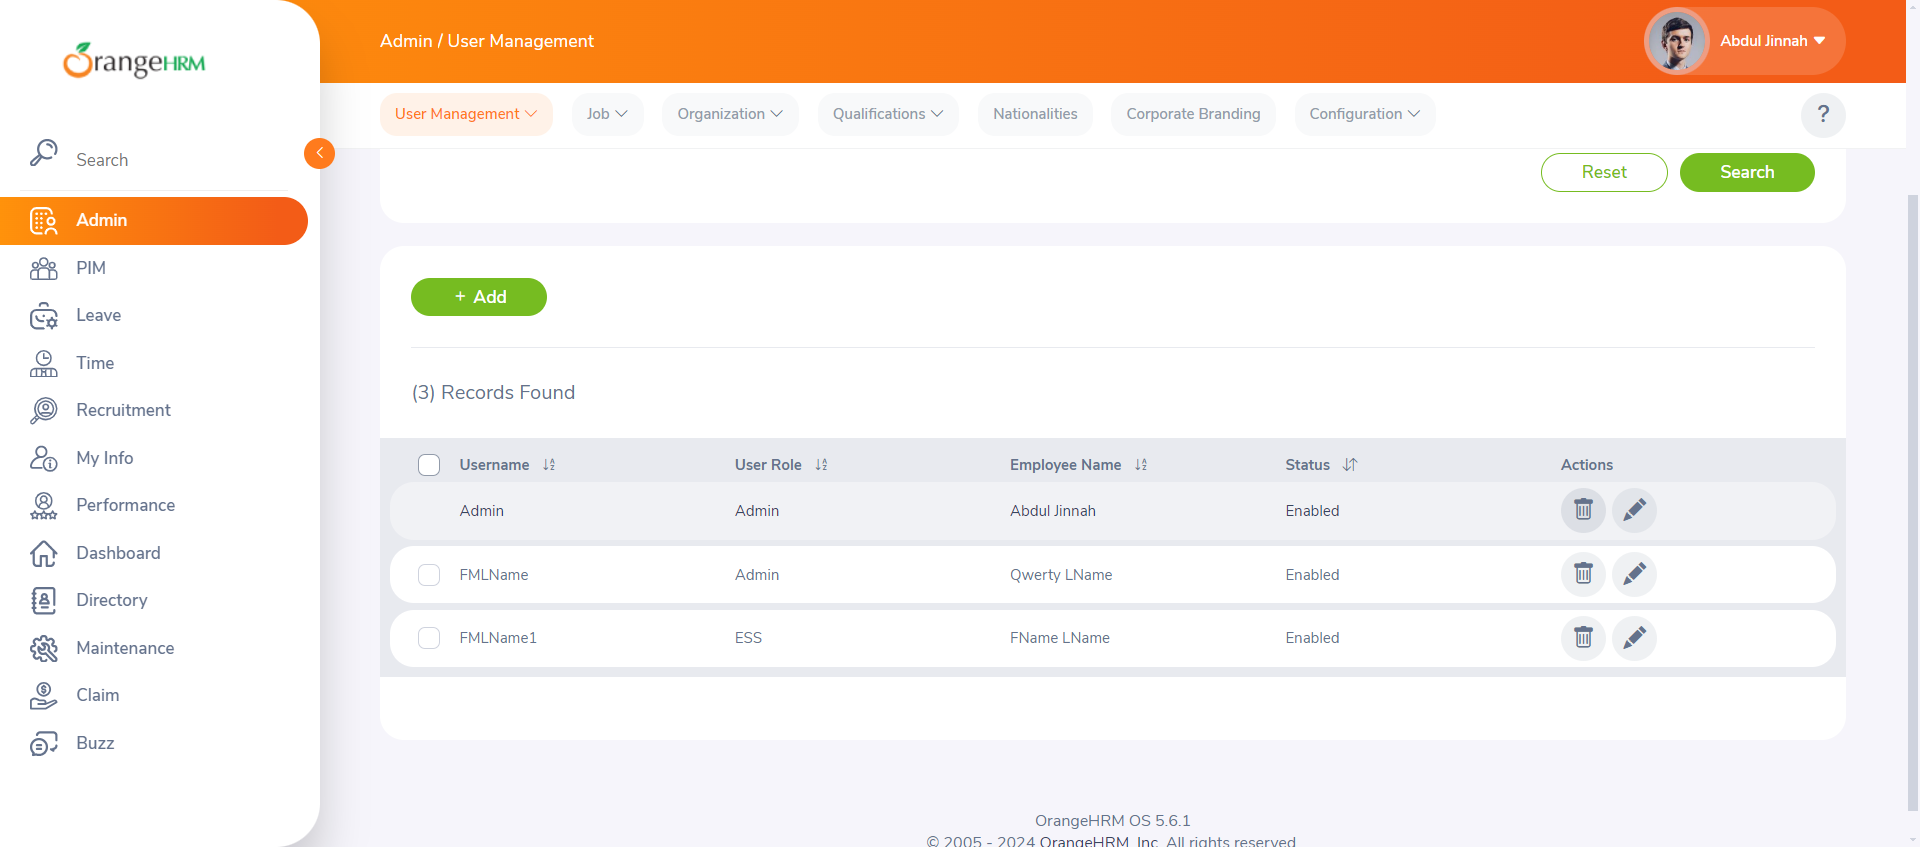 OrangeHRM
Admin / User Management
Abdul Jinnah
User Management
Job
Organization
Qualifications
Nationalities
Corporate Branding
Configuration
?
Search
Admin
PIM
Leave
Time
Recruitment
My Info
Performance
Dashboard
Directory
Maintenance
Claim
Buzz
Reset
Search
+ Add
(3) Records Found
Username User Role Employee Name Status Actions
Admin Admin Abdul Jinnah Enabled
FMLName Admin Qwerty LName Enabled
FMLName1 ESS FName LName Enabled
OrangeHRM OS 5.6.1
© 2005 - 2024 OrangeHRM, Inc. All rights reserved